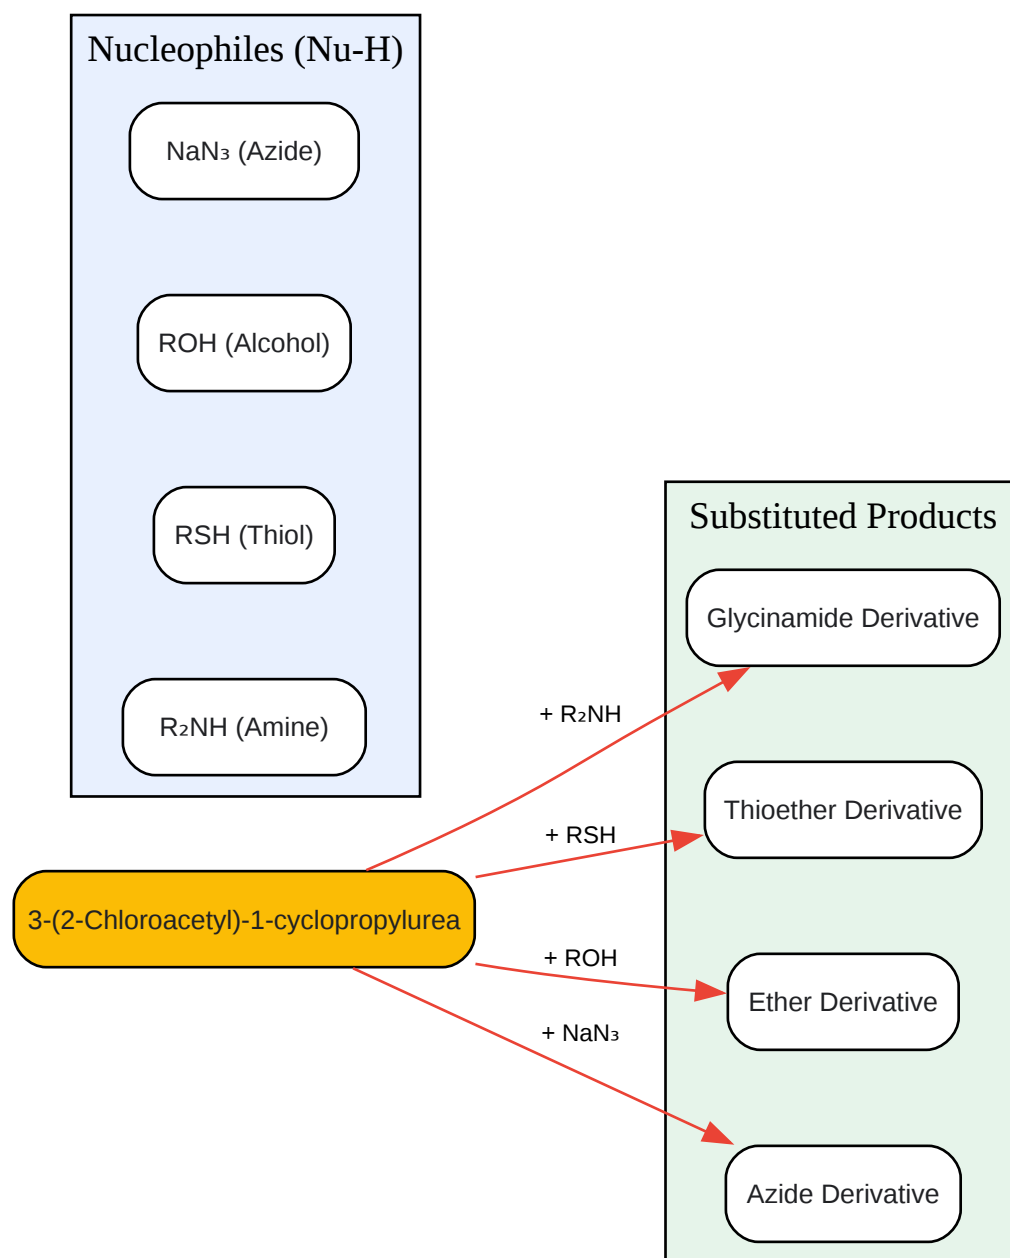 Nucleophiles (Nu-H)
NaN₃ (Azide)
ROH (Alcohol)
RSH (Thiol)
R₂NH (Amine)
3-(2-Chloroacetyl)-1-cyclopropylurea
+ R₂NH
+ RSH
+ ROH
+ NaN₃
Substituted Products
Glycinamide Derivative
Thioether Derivative
Ether Derivative
Azide Derivative